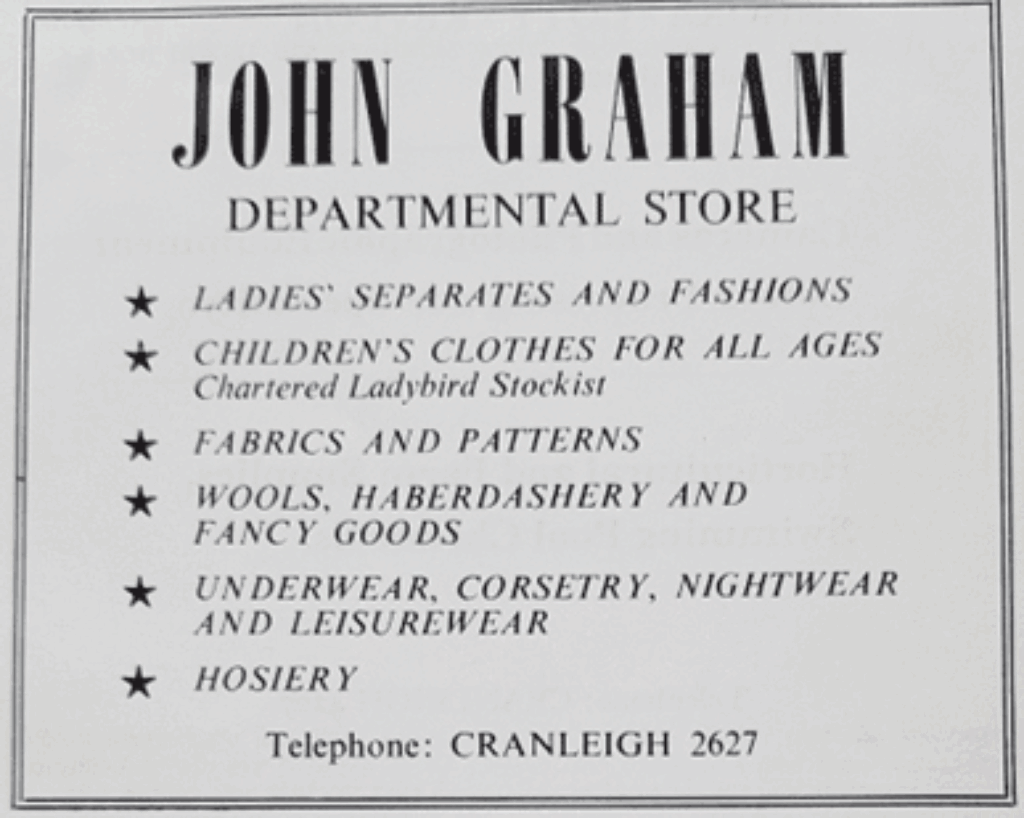 JOHN GRAHAM
DEPARTMENTAL STORE
★ LADIES' SEPARATES AND FASHIONS
★ CHILDREN'S CLOTHES FOR ALL AGES
Chartered Ladybird Stockist
★ FABRICS AND PATTERNS
★ WOOLS, HABERDASHERY AND
FANCY GOODS
★ UNDERWEAR, CORSETRY, NIGHTWEAR
AND LEISUREWEAR
★ HOSIERY
Telephone: CRANLEIGH 2627